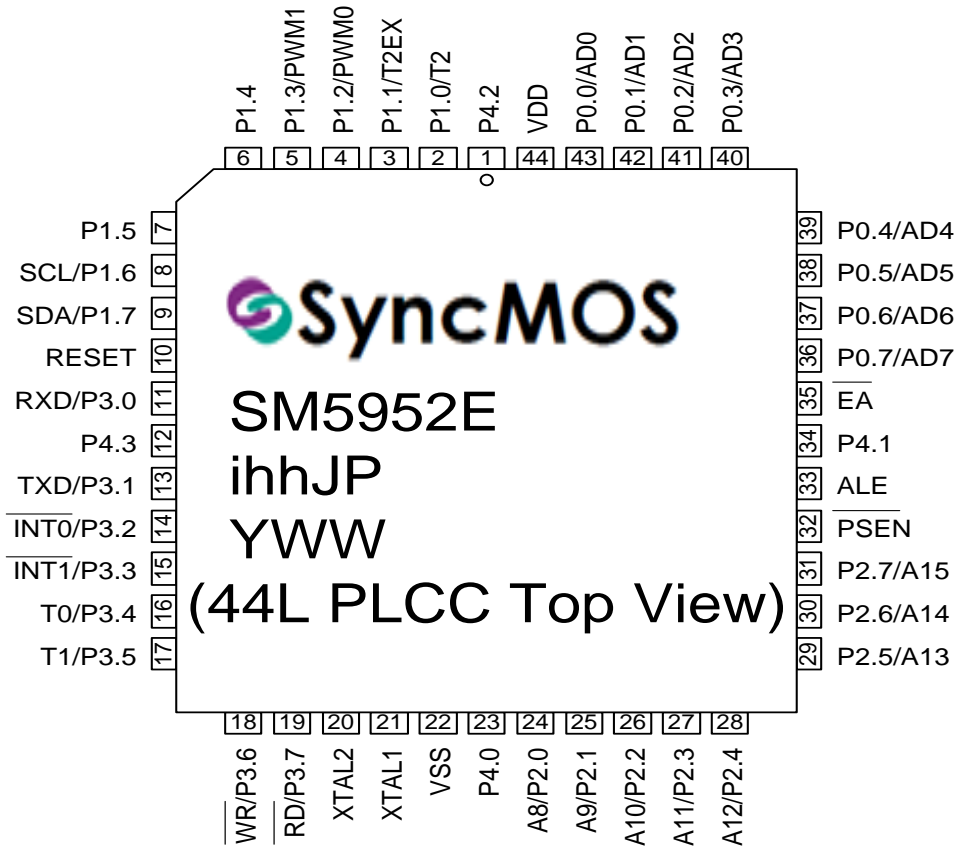 P1.4
P1.3/PWM1
P1.2/PWM0
P1.1/T2EX
P1.0/T2
P4.2
VDD
P0.0/AD0
P0.1/AD1
P0.2/AD2
P0.3/AD3
6 5 4 3 2 1 44 43 42 41 40
P1.5 7
SCL/P1.6 8
SDA/P1.7 9
RESET 10
RXD/P3.0 11
P4.3 12
TXD/P3.1 13
INT0/P3.2 14
INT1/P3.3 15
T0/P3.4 16
T1/P3.5 17
SyncMOS
SM5952E
ihhJP
YWW
(44L PLCC Top View)
39 P0.4/AD4
38 P0.5/AD5
37 P0.6/AD6
36 P0.7/AD7
35 EA
34 P4.1
33 ALE
32 PSEN
31 P2.7/A15
30 P2.6/A14
29 P2.5/A13
18 19 20 21 22 23 24 25 26 27 28
WR/P3.6
RD/P3.7
XTAL2
XTAL1
VSS
P4.0
A8/P2.0
A9/P2.1
A10/P2.2
A11/P2.3
A12/P2.4